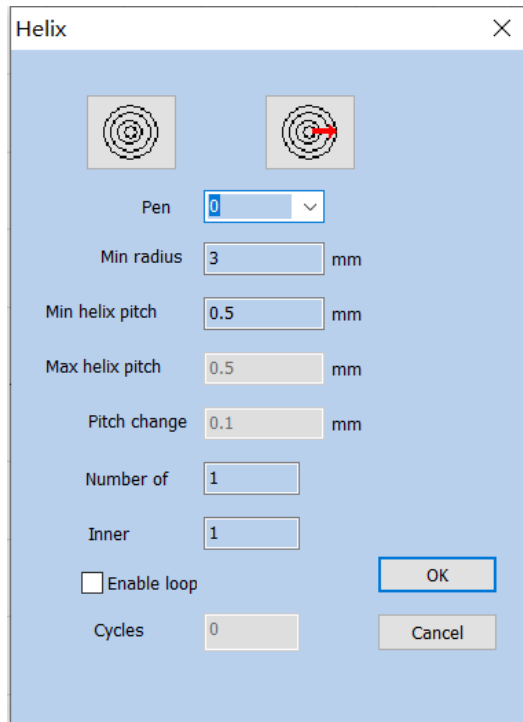 Helix
Pen 0
Min radius 3 mm
Min helix pitch 0.5 mm
Max helix pitch 0.5 mm
Pitch change 0.1 mm
Number of 1
Inner 1
Enable loop
OK
Cycles 0
Cancel